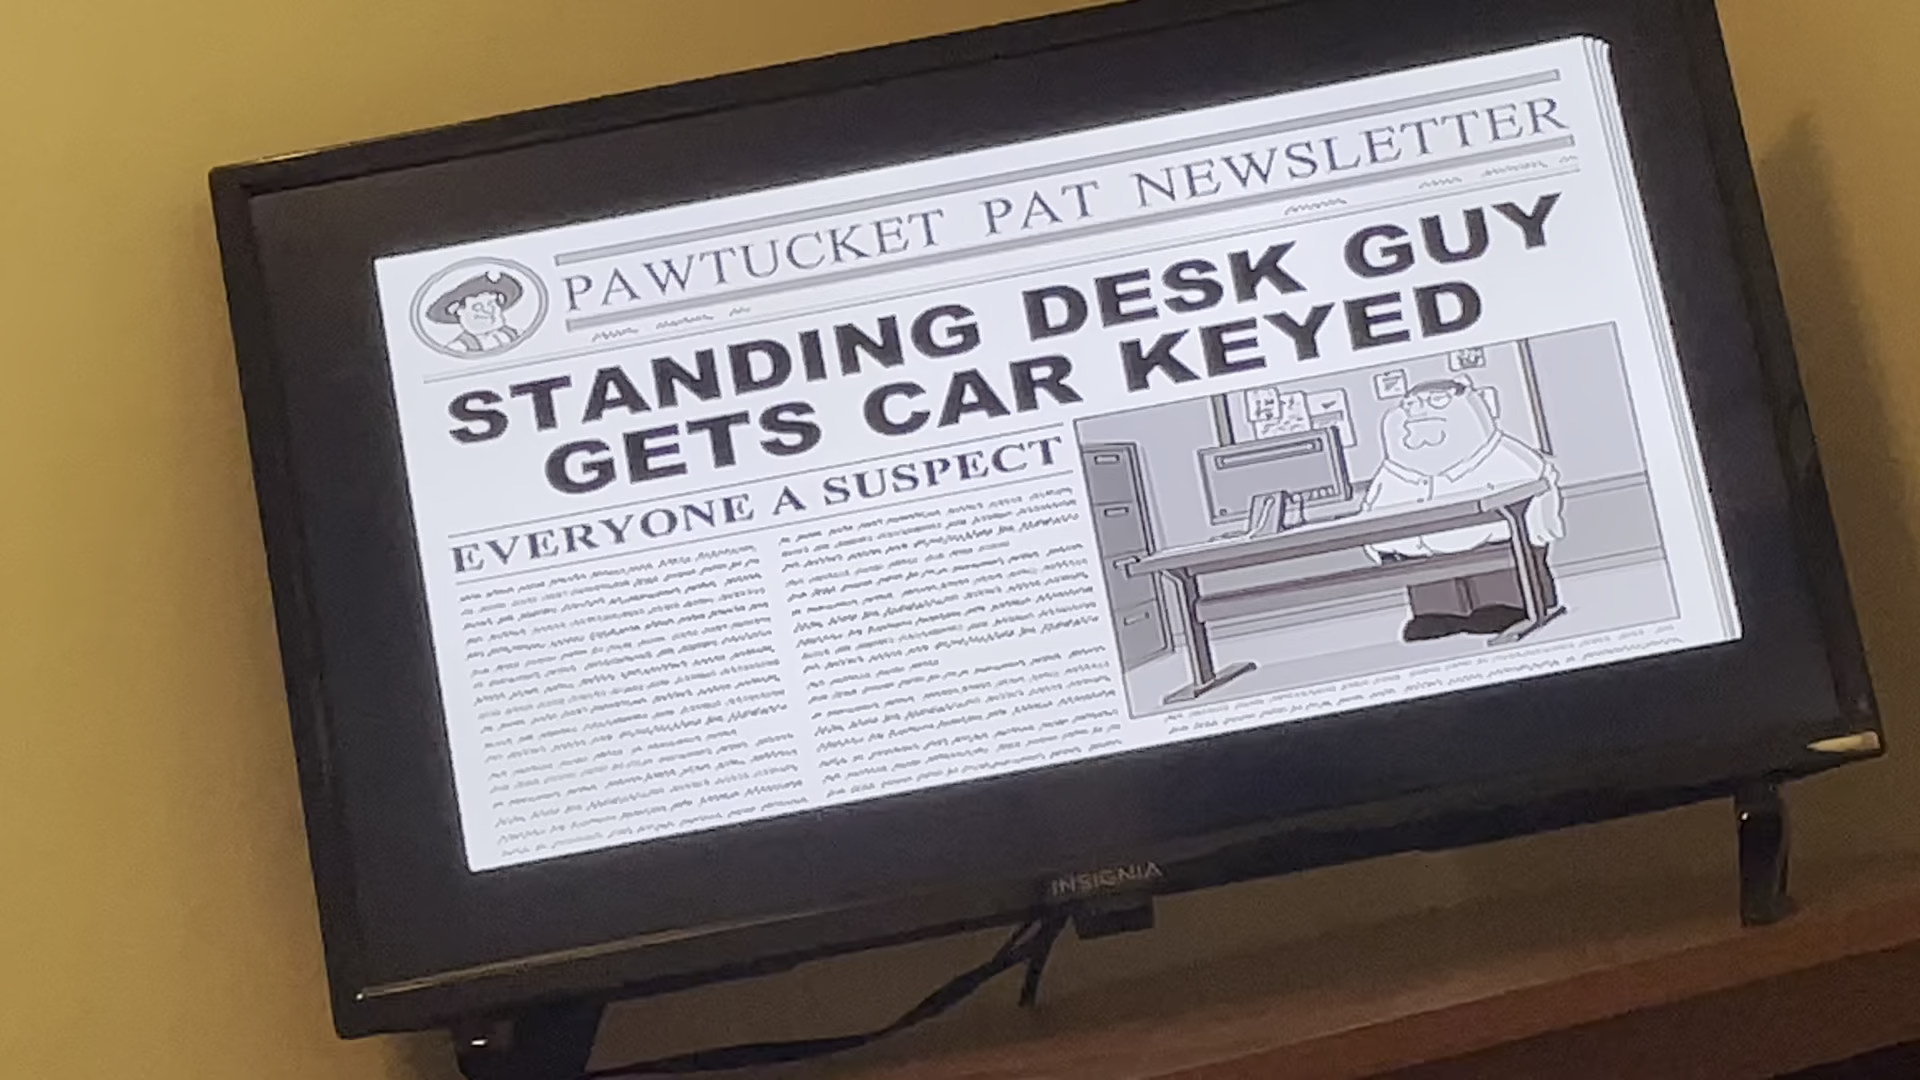 PAWTUCKET PAT NEWSLETTER
STANDING DESK GUY
GETS CAR KEYED
EVERYONE A SUSPECT
INSIGNIA